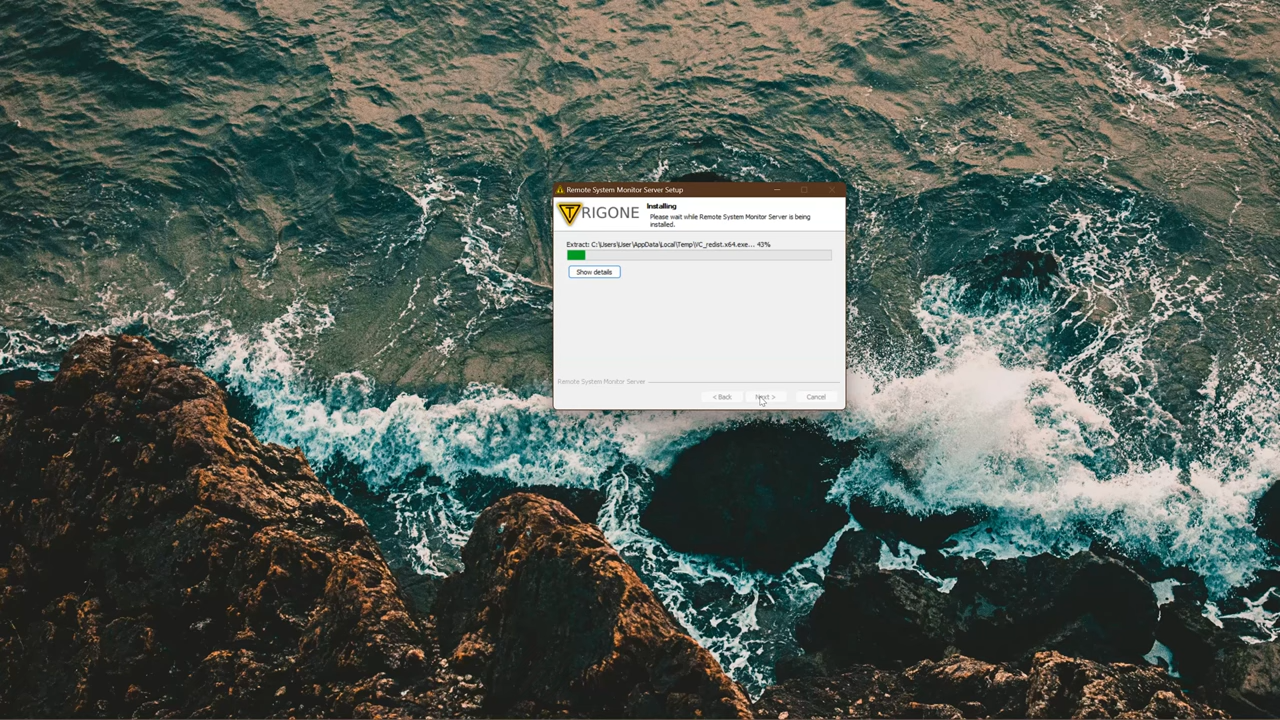 Remote System Monitor Server Setup
TRIGONE
Installing
Please wait while Remote System Monitor Server is being
installed.
Extract: C:\Users\User\AppData\Local\Temp\VC_redist.x64.exe... 43%
Show details
Remote System Monitor Server
< Back
Next >
Cancel